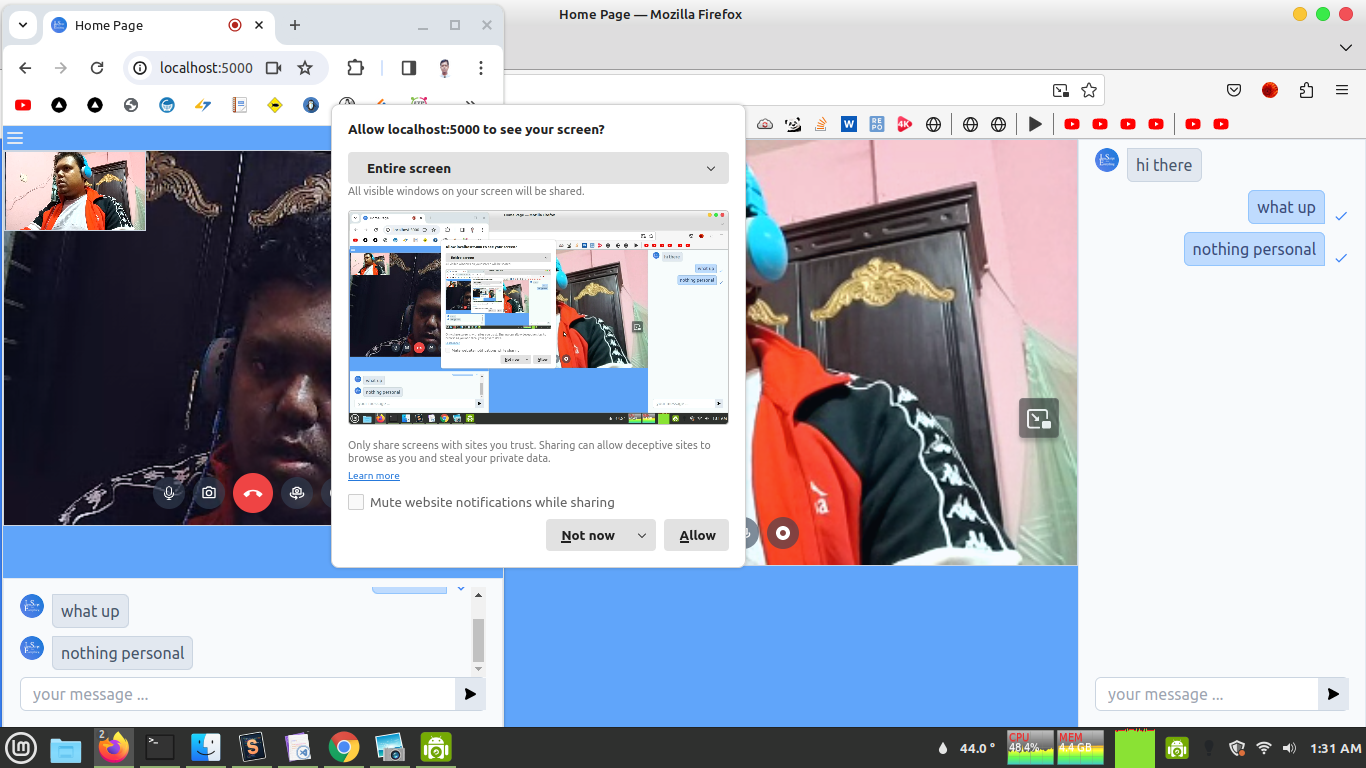 Home Page — Mozilla Firefox
Home Page
localhost:5000
Allow localhost:5000 to see your screen?
Entire screen
All visible windows on your screen will be shared.
Only share screens with sites you trust. Sharing can allow deceptive sites to
browse as you and steal your private data.
Learn more
Mute website notifications while sharing
Not now
Allow
hi there
what up
nothing personal
your message ...
what up
nothing personal
your message ...
W
RE
PO
4K
2
44.0 °
CPU
48.4%
MEM
4.4 GB
1:31 AM